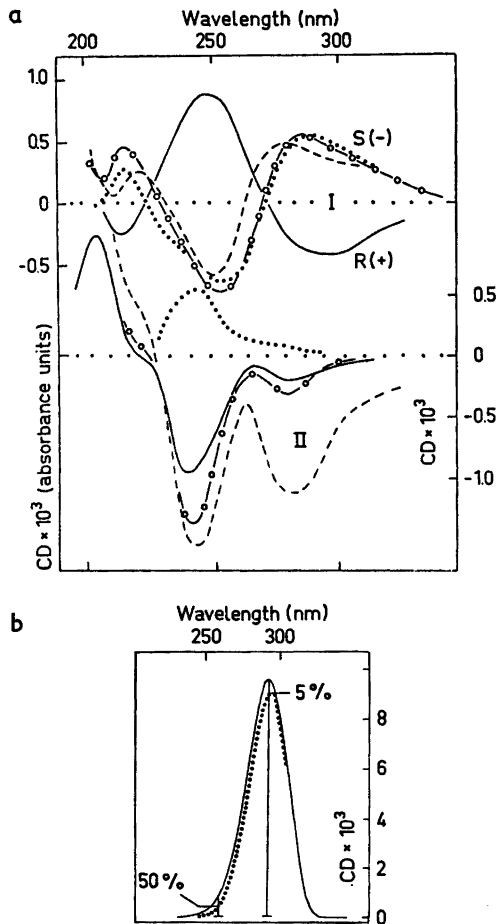 a
Wavelength (nm)
200 250 300
1.0
0.5
0
-0.5
S(-)
I
R(+)
0.5
0
-0.5
-1.0
II
CD × 10³ (absorbance units)
CD × 10³
b
Wavelength (nm)
250 300
5%
50%
8
6
4
2
0
CD × 10³